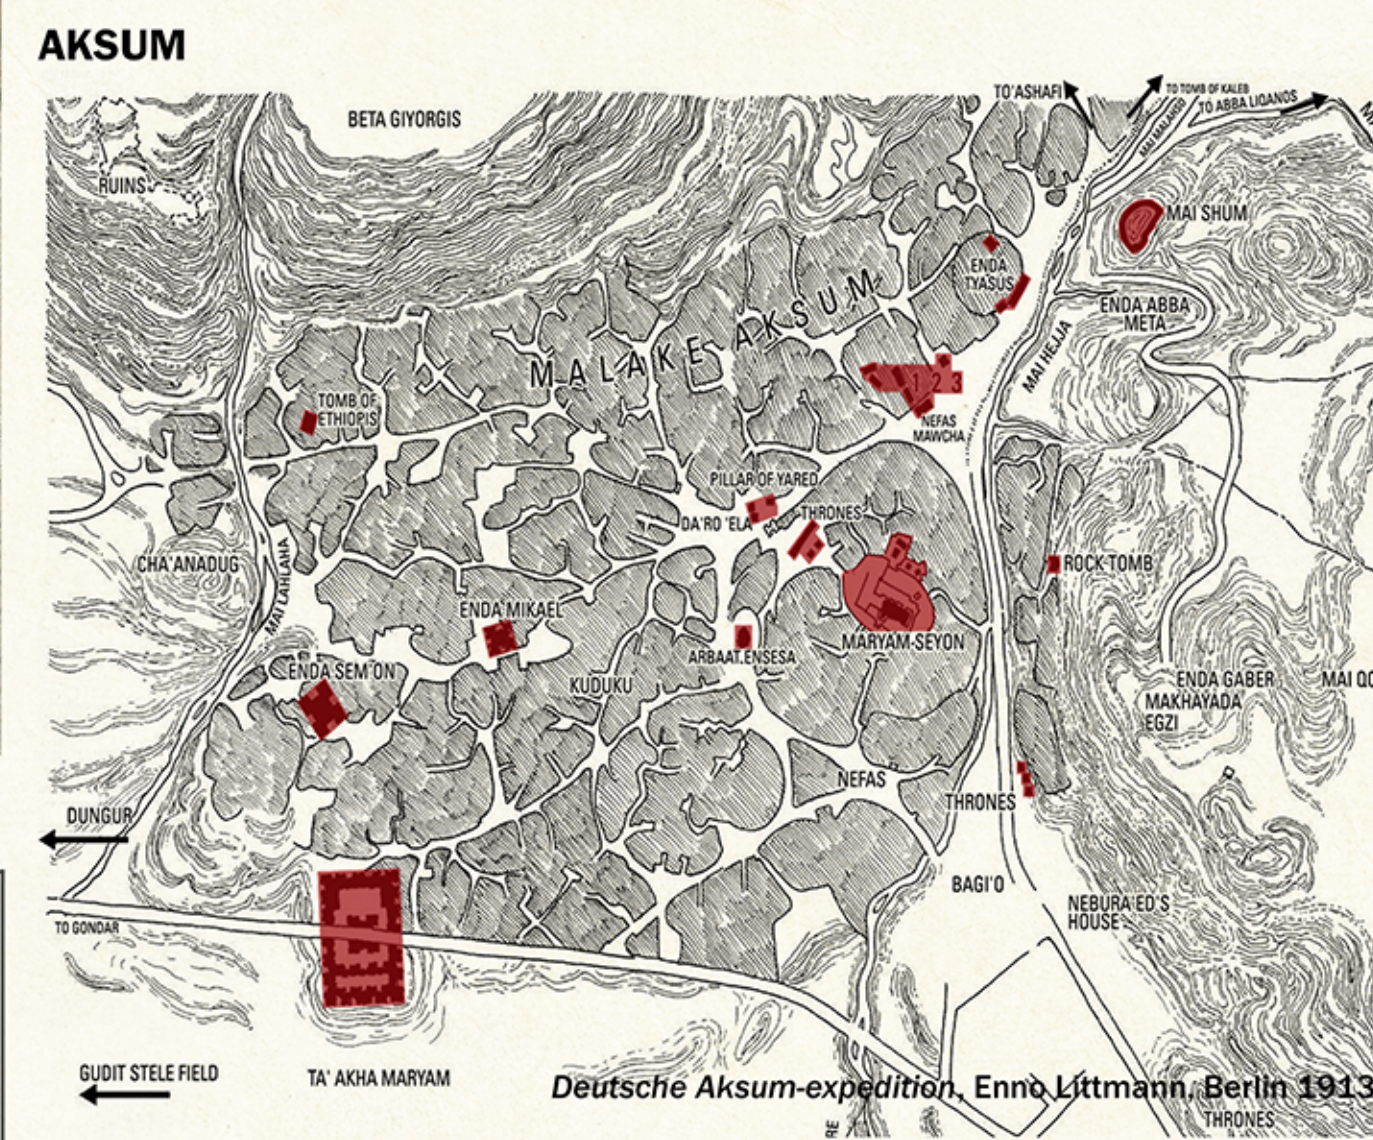 AKSUM
TO'ASHAFI
TO TOMB OF KALEB
TO ABBA LIQANOS
MAI MALAHSO
BETA GIYORGIS
RUINS
MAI SHUM
ENDA
TYASUS
ENDA ABBA
META
MALAKE AKSUM
MAI HEJJA
1 2 3
TOMB OF
ETHIOPIS
NEFAS
MAWCHA
PILLAR OF YARED
DA'RO 'ELA
THRONES
CHA'ANADUG
MAI LAHLAHA
ROCK TOMB
ENDA MIKAEL
MARYAM SEYON
ARBAAT ENSESA
ENDA SEM'ON
KUDUKU
ENDA GABER
MAKHAYADA
EGZI
NEFAS
THRONES
DUNGUR
BAGI'O
NEBURA'ED'S
HOUSE
TO GONDAR
GUDIT STELE FIELD
TA' AKHA MARYAM
Deutsche Aksum-expedition, Enno Littmann, Berlin 1913
THRONES